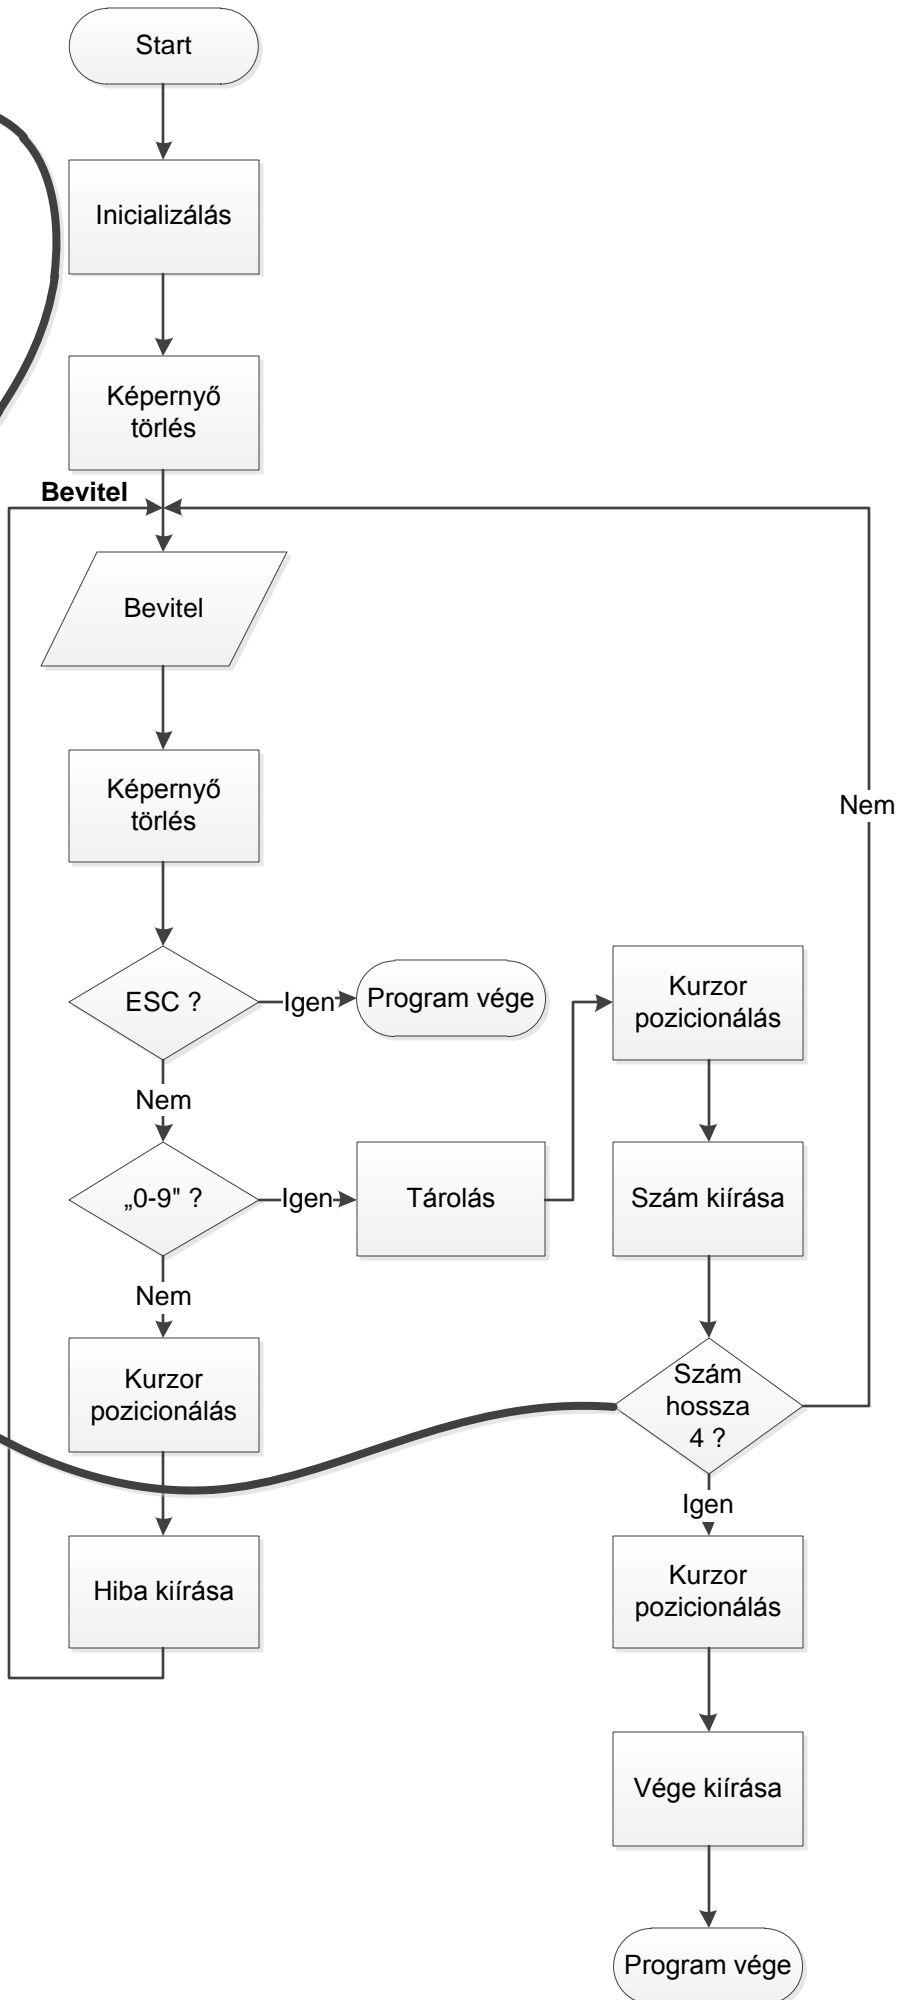 Start
Inicializálás
Képernyő
törlés
Bevitel
Bevitel
Képernyő
törlés
Nem
ESC ?
Igen
Program vége
Kurzor
pozicionálás
Nem
„0-9" ?
Igen
Tárolás
Szám kiírása
Nem
Kurzor
pozicionálás
Szám
hossza
4 ?
Igen
Hiba kiírása
Kurzor
pozicionálás
Vége kiírása
Program vége